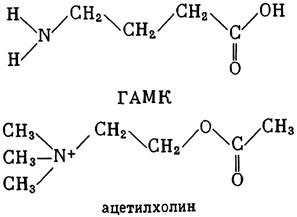 H CH₂ CH₂ OH
N CH₂ C
H O
ГАМК
CH₃ CH₂ O CH₃
CH₃ N+ CH₂ C
CH₃ O
ацетилхолин